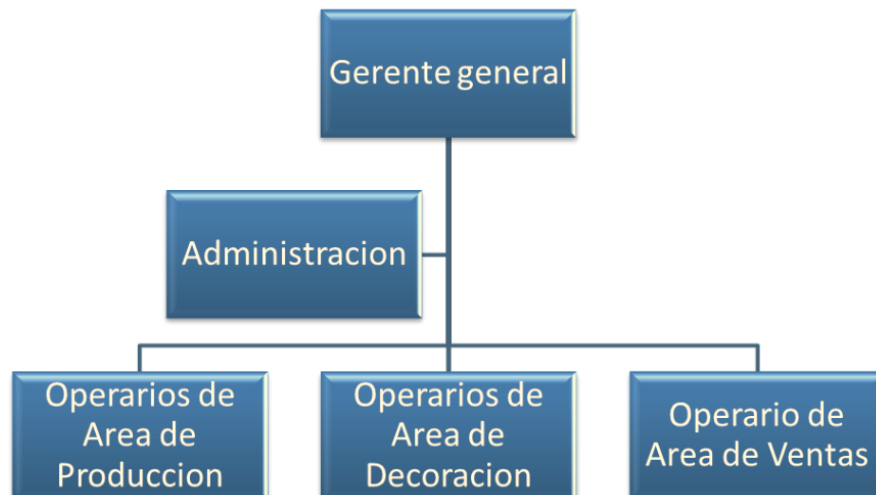 Gerente general
Administracion
Operarios de
Area de
Produccion
Operarios de
Area de
Decoracion
Operario de
Area de Ventas